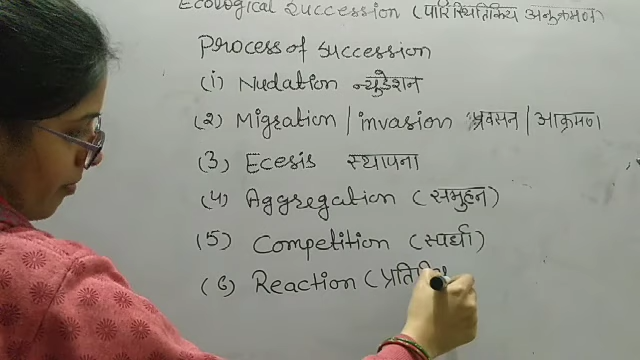 Ecological Succession (पारिस्थितिकिय अनुक्रमण)
Process of Succession
(1) Nudation न्युडेशन
(2) Migration / invasion प्रवसन / आक्रमण
(3) Ecesis स्थापना
(4) Aggregation (समुहन)
(5) Competition (स्पर्धा)
(6) Reaction (